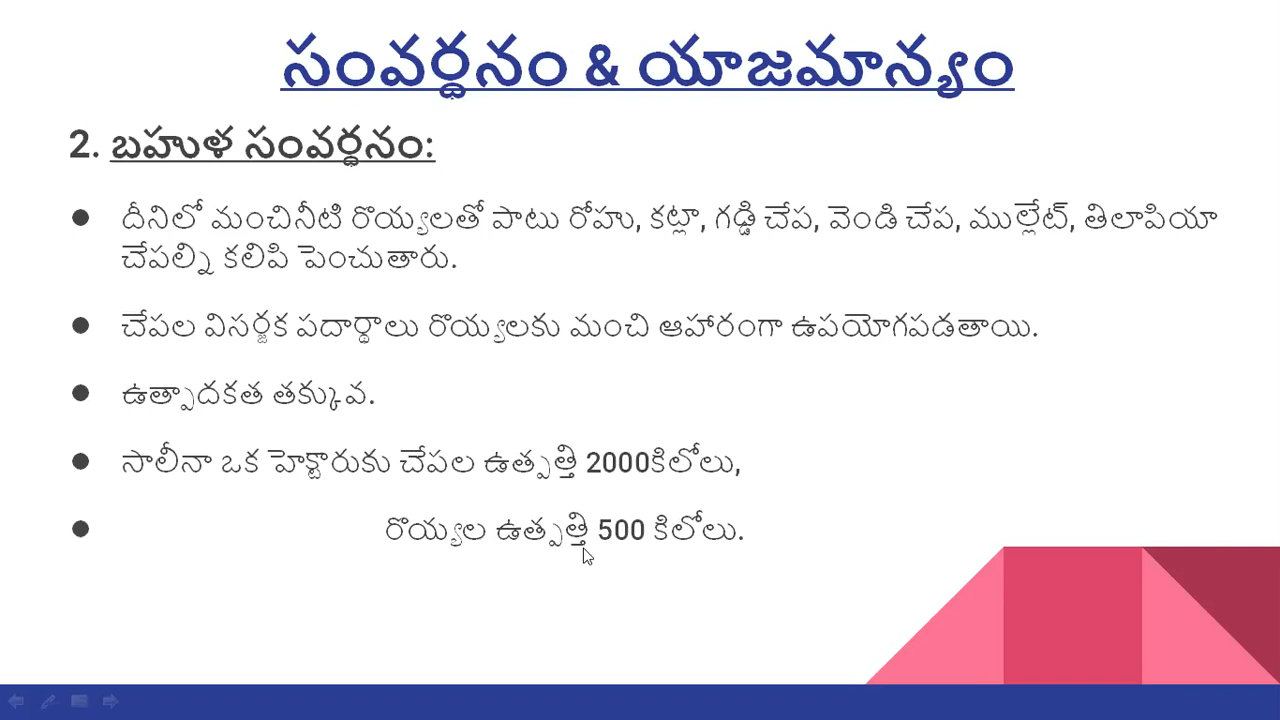 సంవర్ధనం & యాజమాన్యం
2. బహుళ సంవర్ధనం:
● దీనిలో మంచినీటి రొయ్యలతో పాటు రోహు, కట్లా, గడ్డి చేప, వెండి చేప, ముల్లేట్, తిలాపియా
చేపల్ని కలిపి పెంచుతారు.
● చేపల విసర్జక పదార్థాలు రొయ్యలకు మంచి ఆహారంగా ఉపయోగపడతాయి.
● ఉత్పాదకత తక్కువ.
● సాలీనా ఒక హెక్టారుకు చేపల ఉత్పత్తి 2000కిలోలు,
● రొయ్యల ఉత్పత్తి 500 కిలోలు.